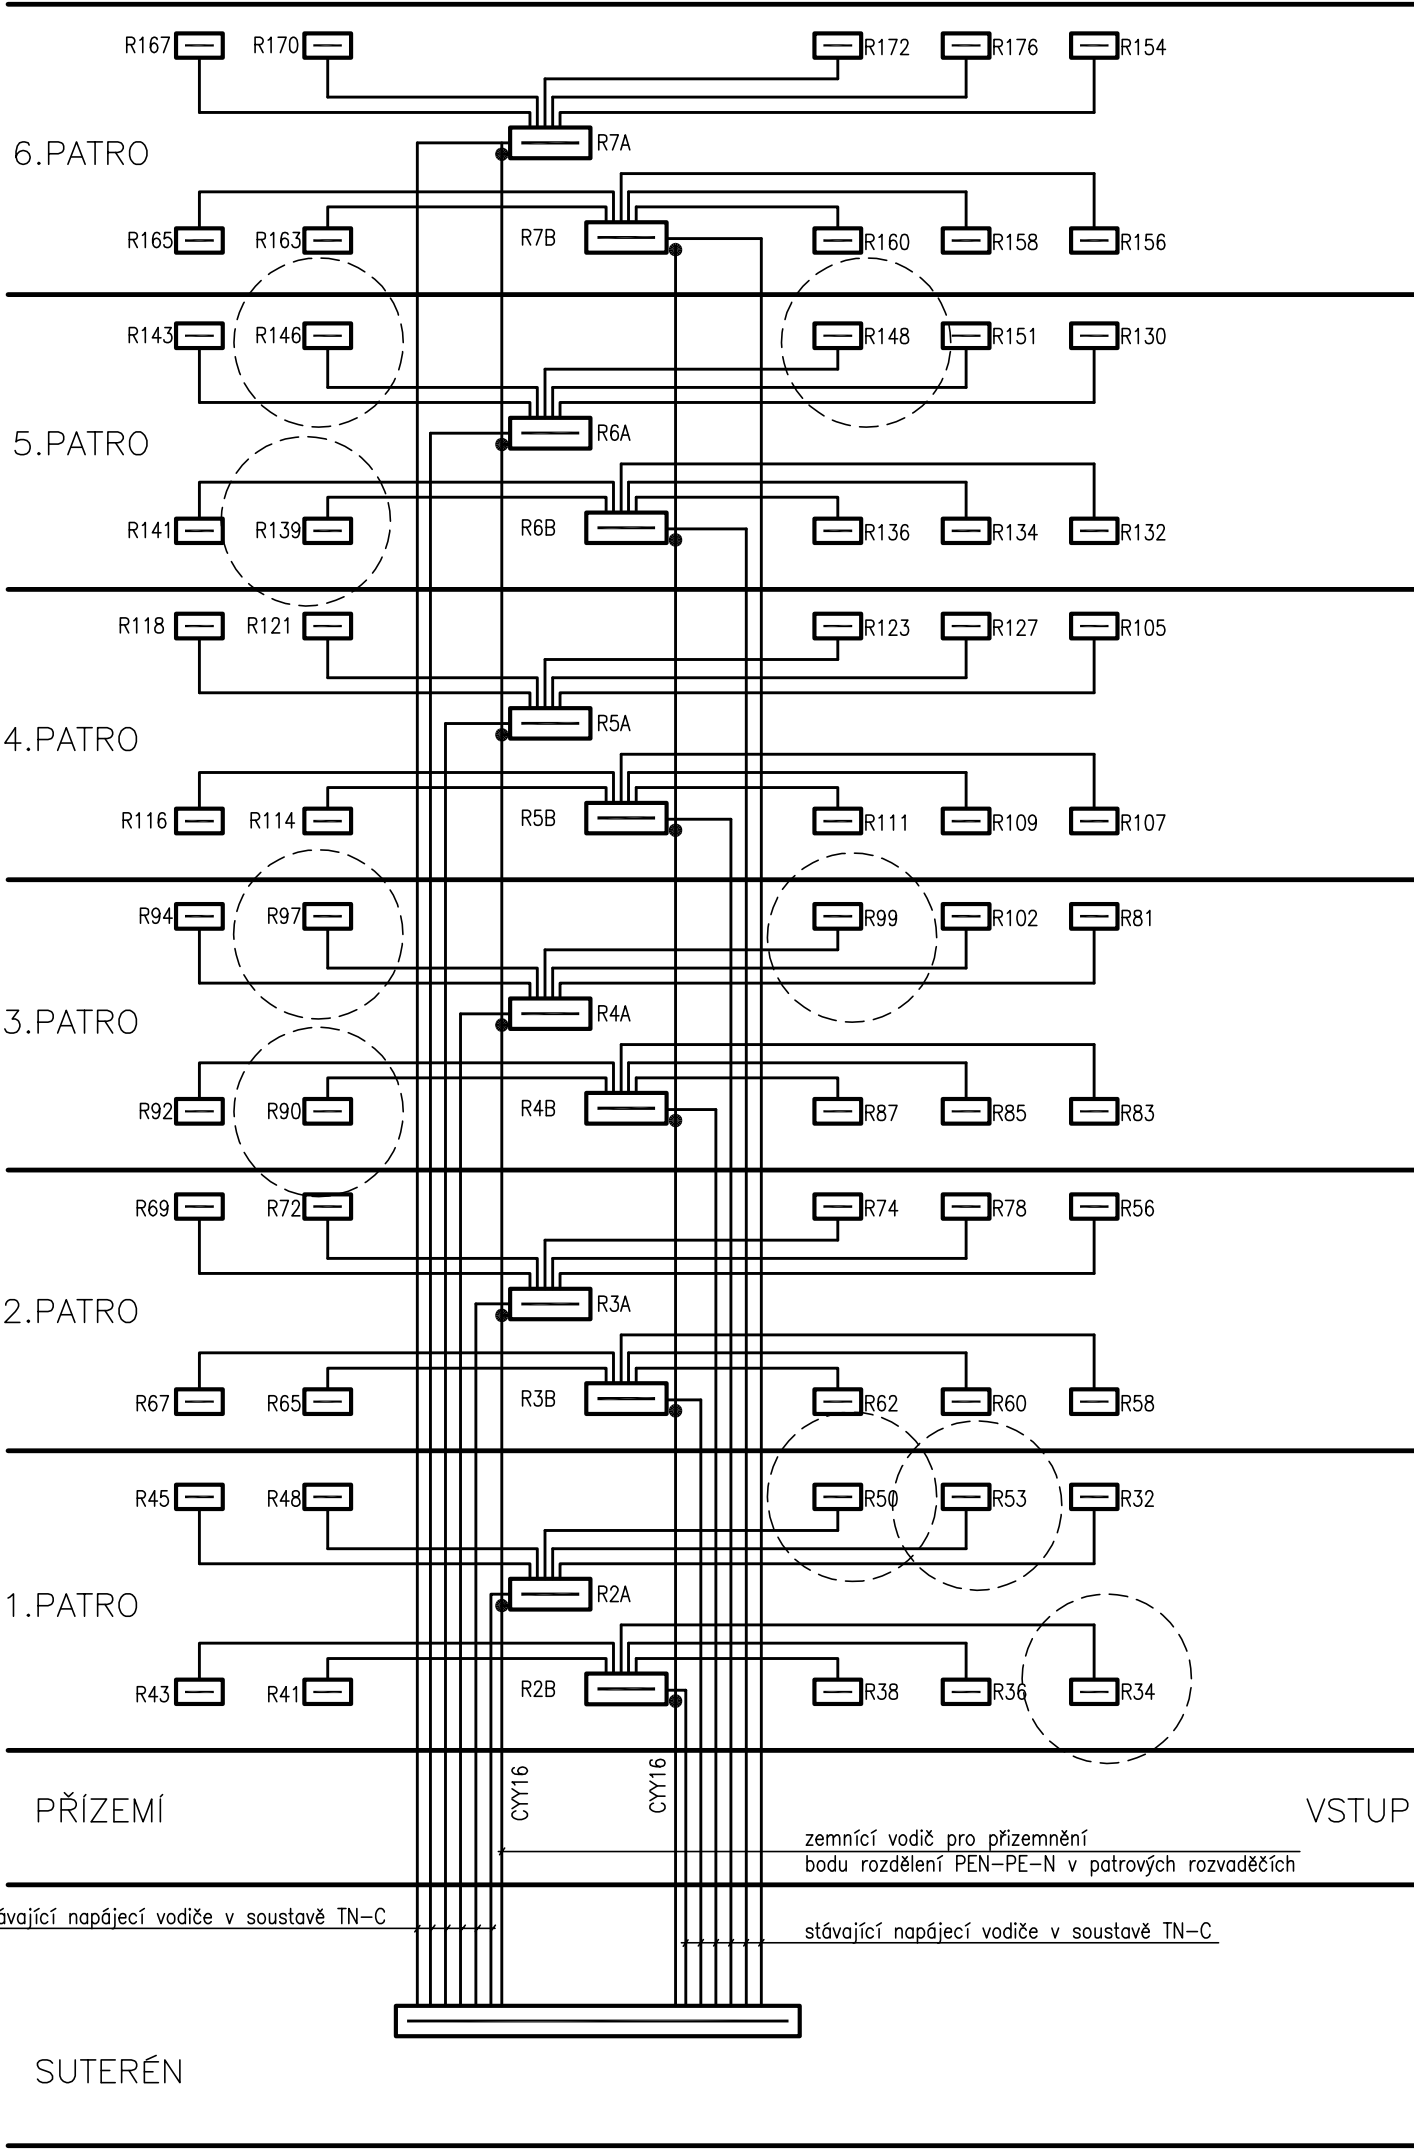 R167 R170 R172 R176 R154
R7A
6.PATRO
R165 R163 R7B R160 R158 R156
R143 R146 R148 R151 R130
R6A
5.PATRO
R141 R139 R6B R136 R134 R132
R118 R121 R123 R127 R105
R5A
4.PATRO
R116 R114 R5B R111 R109 R107
R94 R97 R99 R102 R81
R4A
3.PATRO
R92 R90 R4B R87 R85 R83
R69 R72 R74 R78 R56
R3A
2.PATRO
R67 R65 R3B R62 R60 R58
R45 R48 R50 R53 R32
R2A
1.PATRO
R43 R41 R2B R38 R36 R34
CYY16 CYY16
PŘÍZEMÍ VSTUP
zemnící vodič pro přizemnění
bodu rozdělení PEN-PE-N v patrových rozvaděčích
ávající napájecí vodiče v soustavě TN-C
stávající napájecí vodiče v soustavě TN-C
SUTERÉN